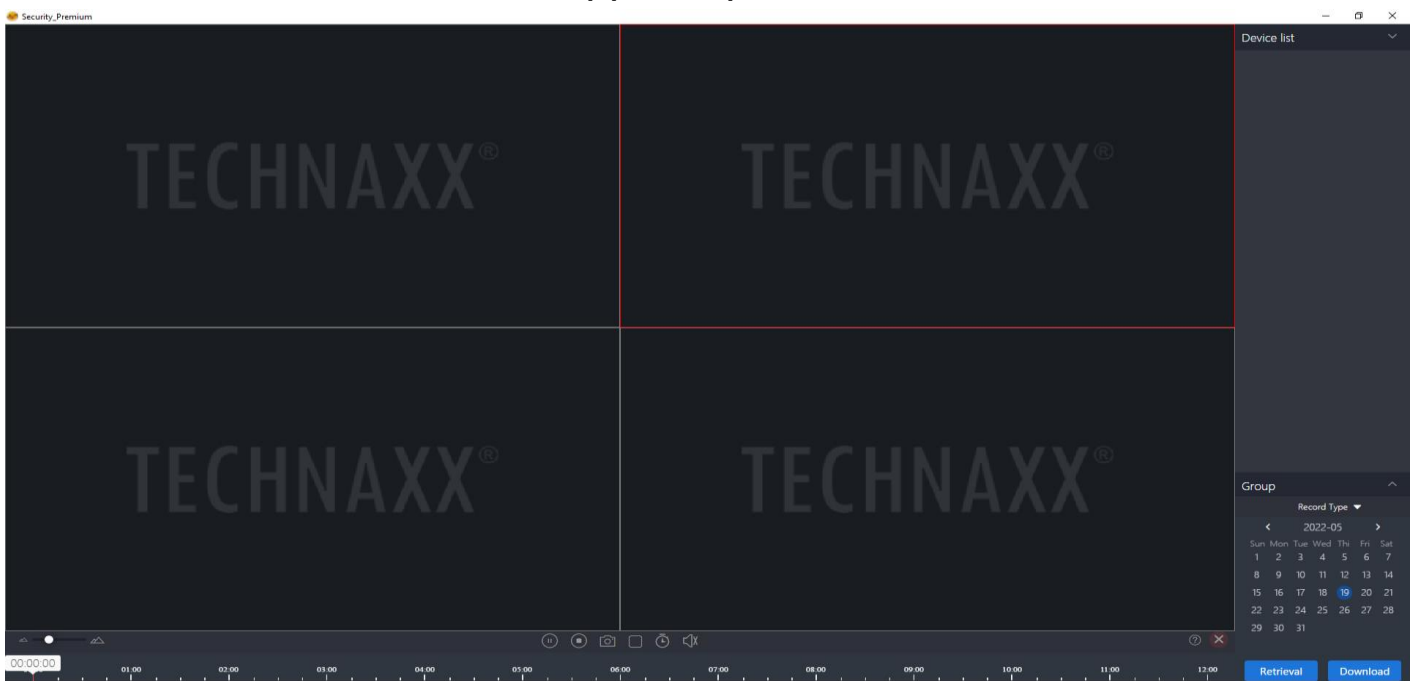 Security_Premium
Device list
TECHNAXX®
TECHNAXX®
TECHNAXX®
TECHNAXX®
Group
Record Type
2022-05
Sun Mon Tue Wed Thi Fri Sat
1 2 3 4 5 6 7
8 9 10 11 12 13 14
15 16 17 18 19 20 21
22 23 24 25 26 27 28
29 30 31
00:00:00 01:00 02:00 03:00 04:00 05:00 06:00 07:00 08:00 09:00 10:00 11:00 12:00
Retrieval Download